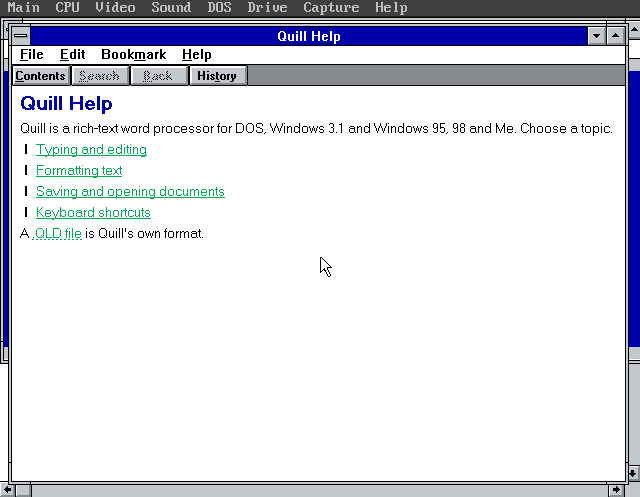 Main CPU Video Sound DOS Drive Capture Help
Quill Help
File Edit Bookmark Help
Contents Search Back History
Quill Help
Quill is a rich-text word processor for DOS, Windows 3.1 and Windows 95, 98 and Me. Choose a topic.
Typing and editing
Formatting text
Saving and opening documents
Keyboard shortcuts
A .QLD file is Quill's own format.